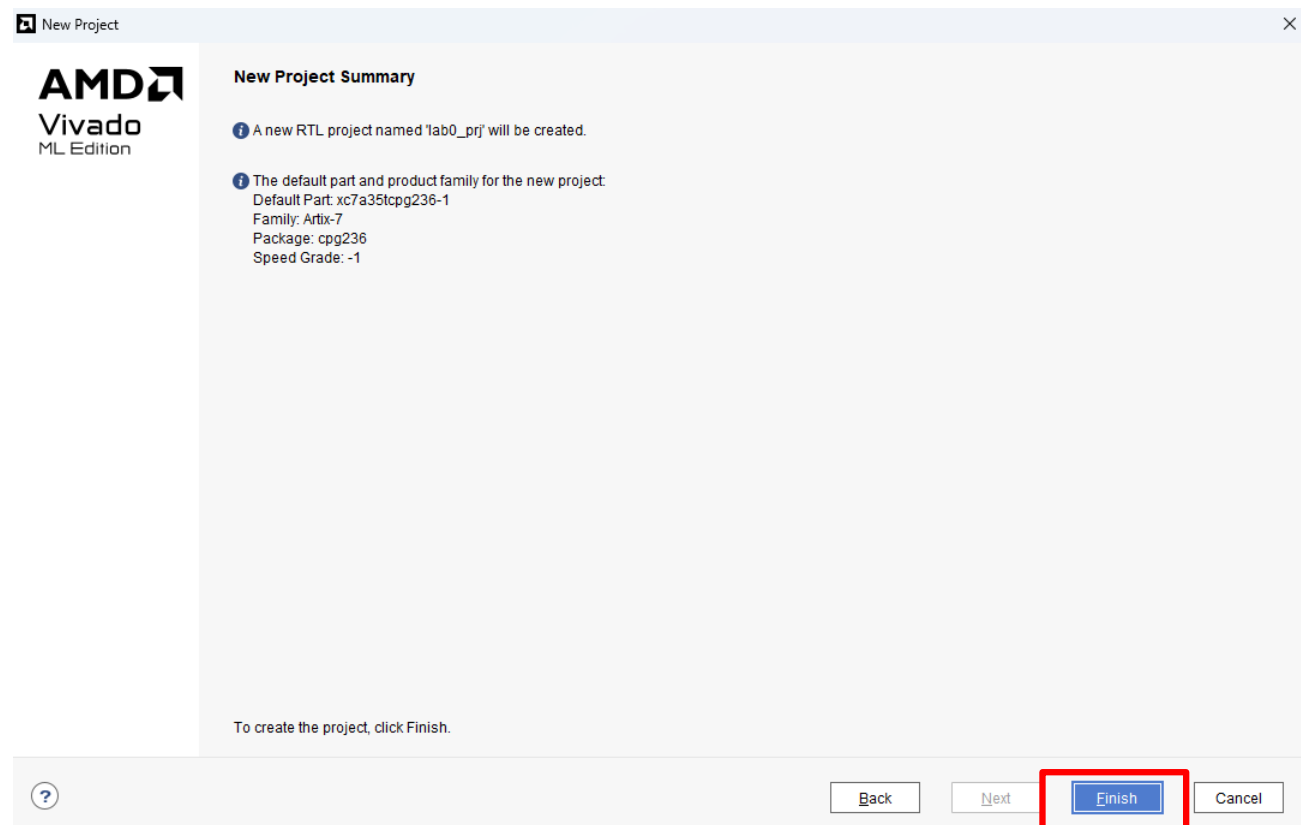 New Project
AMD
Vivado
ML Edition
New Project Summary
A new RTL project named 'lab0_prj' will be created.
The default part and product family for the new project:
Default Part: xc7a35tcpg236-1
Family: Artix-7
Package: cpg236
Speed Grade: -1
To create the project, click Finish.
?
Back
Next
Finish
Cancel